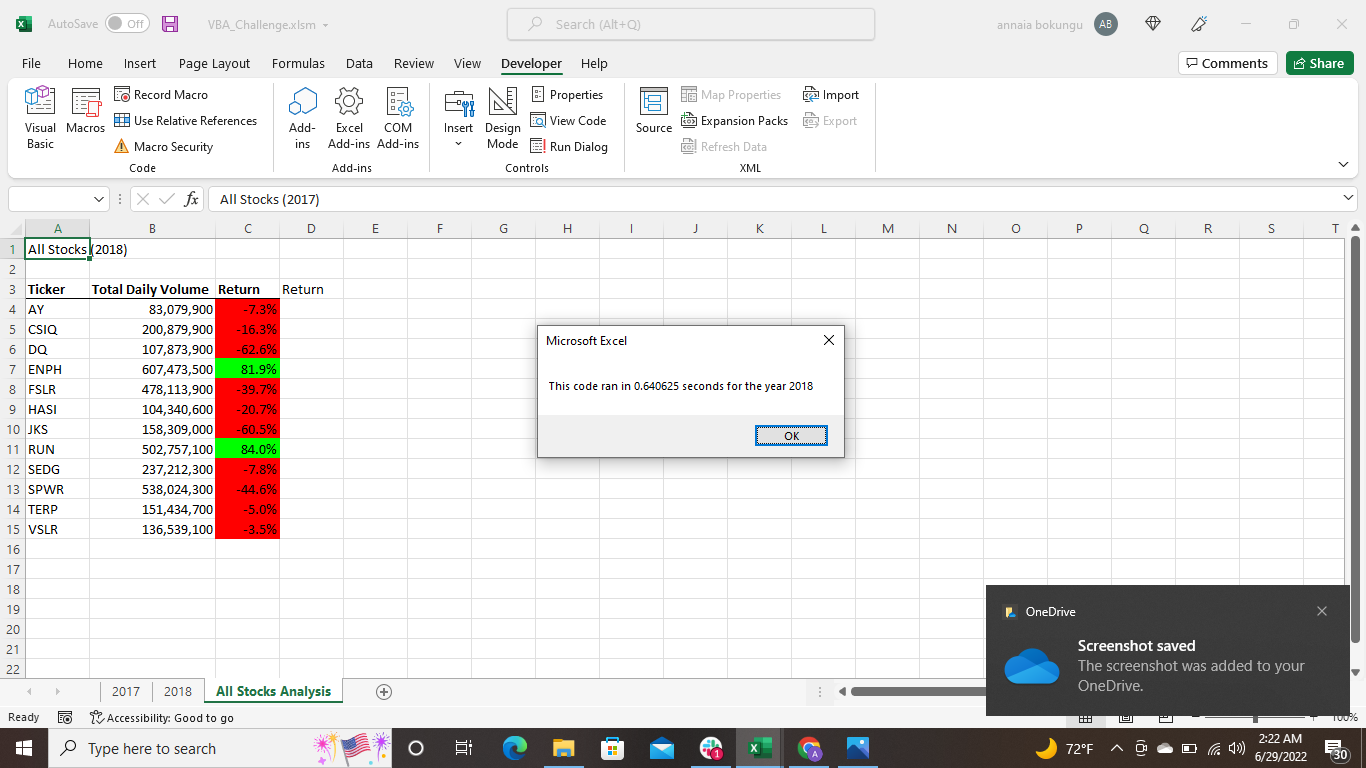 AutoSave Off VBA_Challenge.xlsm Search (Alt+Q) annaia bokungu AB
File Home Insert Page Layout Formulas Data Review View Developer Help Comments Share
Visual Basic Macros Record Macro Use Relative References Macro Security Code
Add-ins Excel Add-ins COM Add-ins Add-ins
Insert Design Mode Properties View Code Run Dialog Controls
Source Map Properties Expansion Packs Refresh Data Import Export XML
fx All Stocks (2017)
A B C D E F G H I J K L M N O P Q R S T
1 All Stocks (2018)
2
3 Ticker Total Daily Volume Return Return
4 AY 83,079,900 -7.3%
5 CSIQ 200,879,900 -16.3%
6 DQ 107,873,900 -62.6%
7 ENPH 607,473,500 81.9%
8 FSLR 478,113,900 -39.7%
9 HASI 104,340,600 -20.7%
10 JKS 158,309,000 -60.5%
11 RUN 502,757,100 84.0%
12 SEDG 237,212,300 -7.8%
13 SPWR 538,024,300 -44.6%
14 TERP 151,434,700 -5.0%
15 VSLR 136,539,100 -3.5%
16
17
18
19
20
21
22
Microsoft Excel
This code ran in 0.640625 seconds for the year 2018
OK
OneDrive
Screenshot saved
The screenshot was added to your
OneDrive.
2017 2018 All Stocks Analysis
Ready Accessibility: Good to go 100%
Type here to search 1 A 72°F 2:22 AM
6/29/2022 30